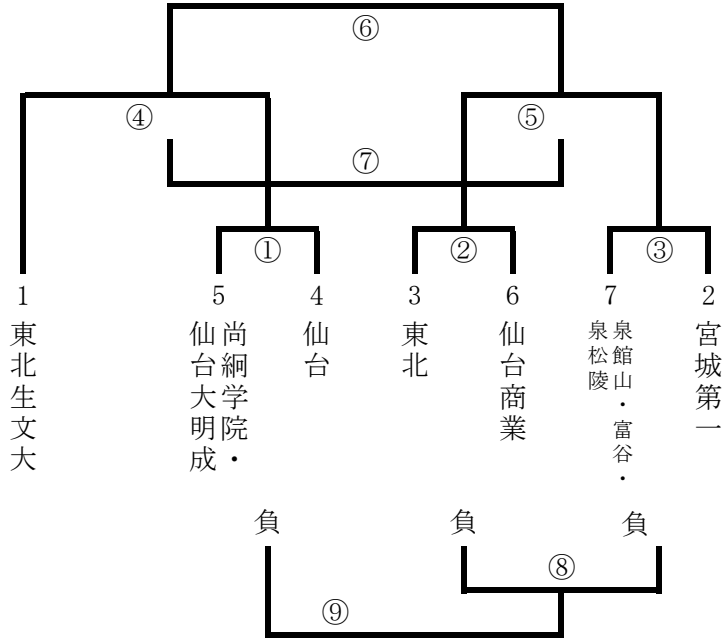 ⑥
④
⑤
⑦
①
②
③
1
5
4
3
6
7
2
東北生文大
尚絅学院・
仙台大明成
仙台
東北
仙台商業
泉館山・富谷・
泉松陵
宮城第一
負
負
負
⑧
⑨